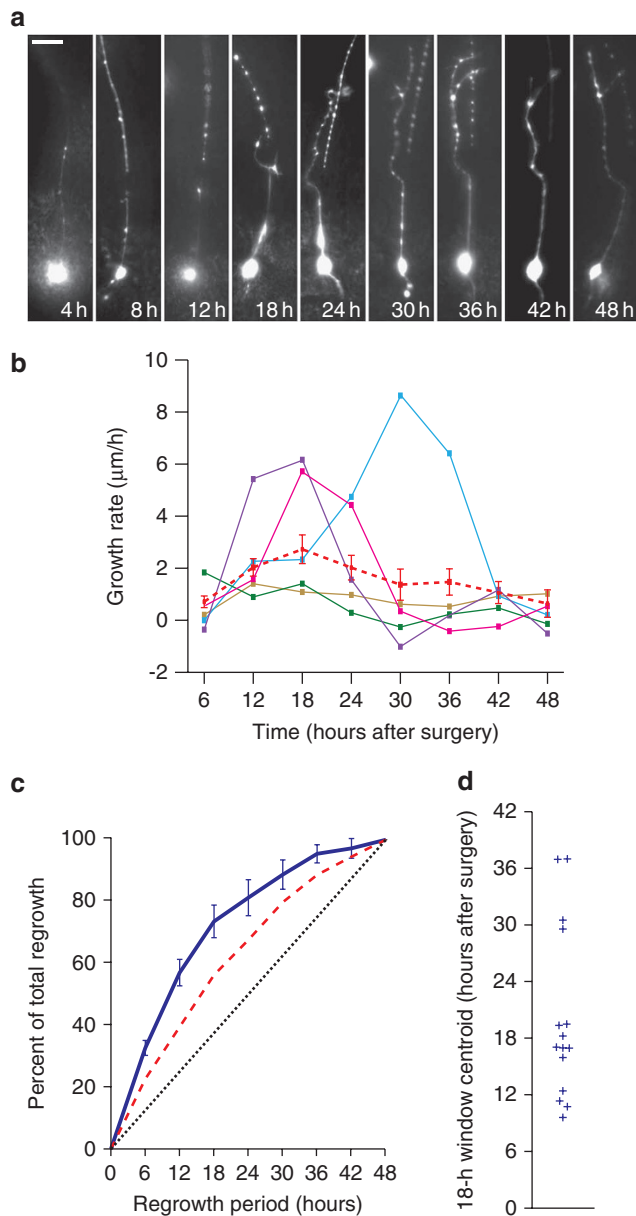 a
4 h 8 h 12 h 18 h 24 h 30 h 36 h 42 h 48 h
b
10
8
6
4
2
0
-2
Growth rate (μm/h)
6 12 18 24 30 36 42 48
Time (hours after surgery)
c
100
80
60
40
20
0
Percent of total regrowth
0 6 12 18 24 30 36 42 48
Regrowth period (hours)
d
42
36
30
24
18
12
6
0
18-h window centroid (hours after surgery)